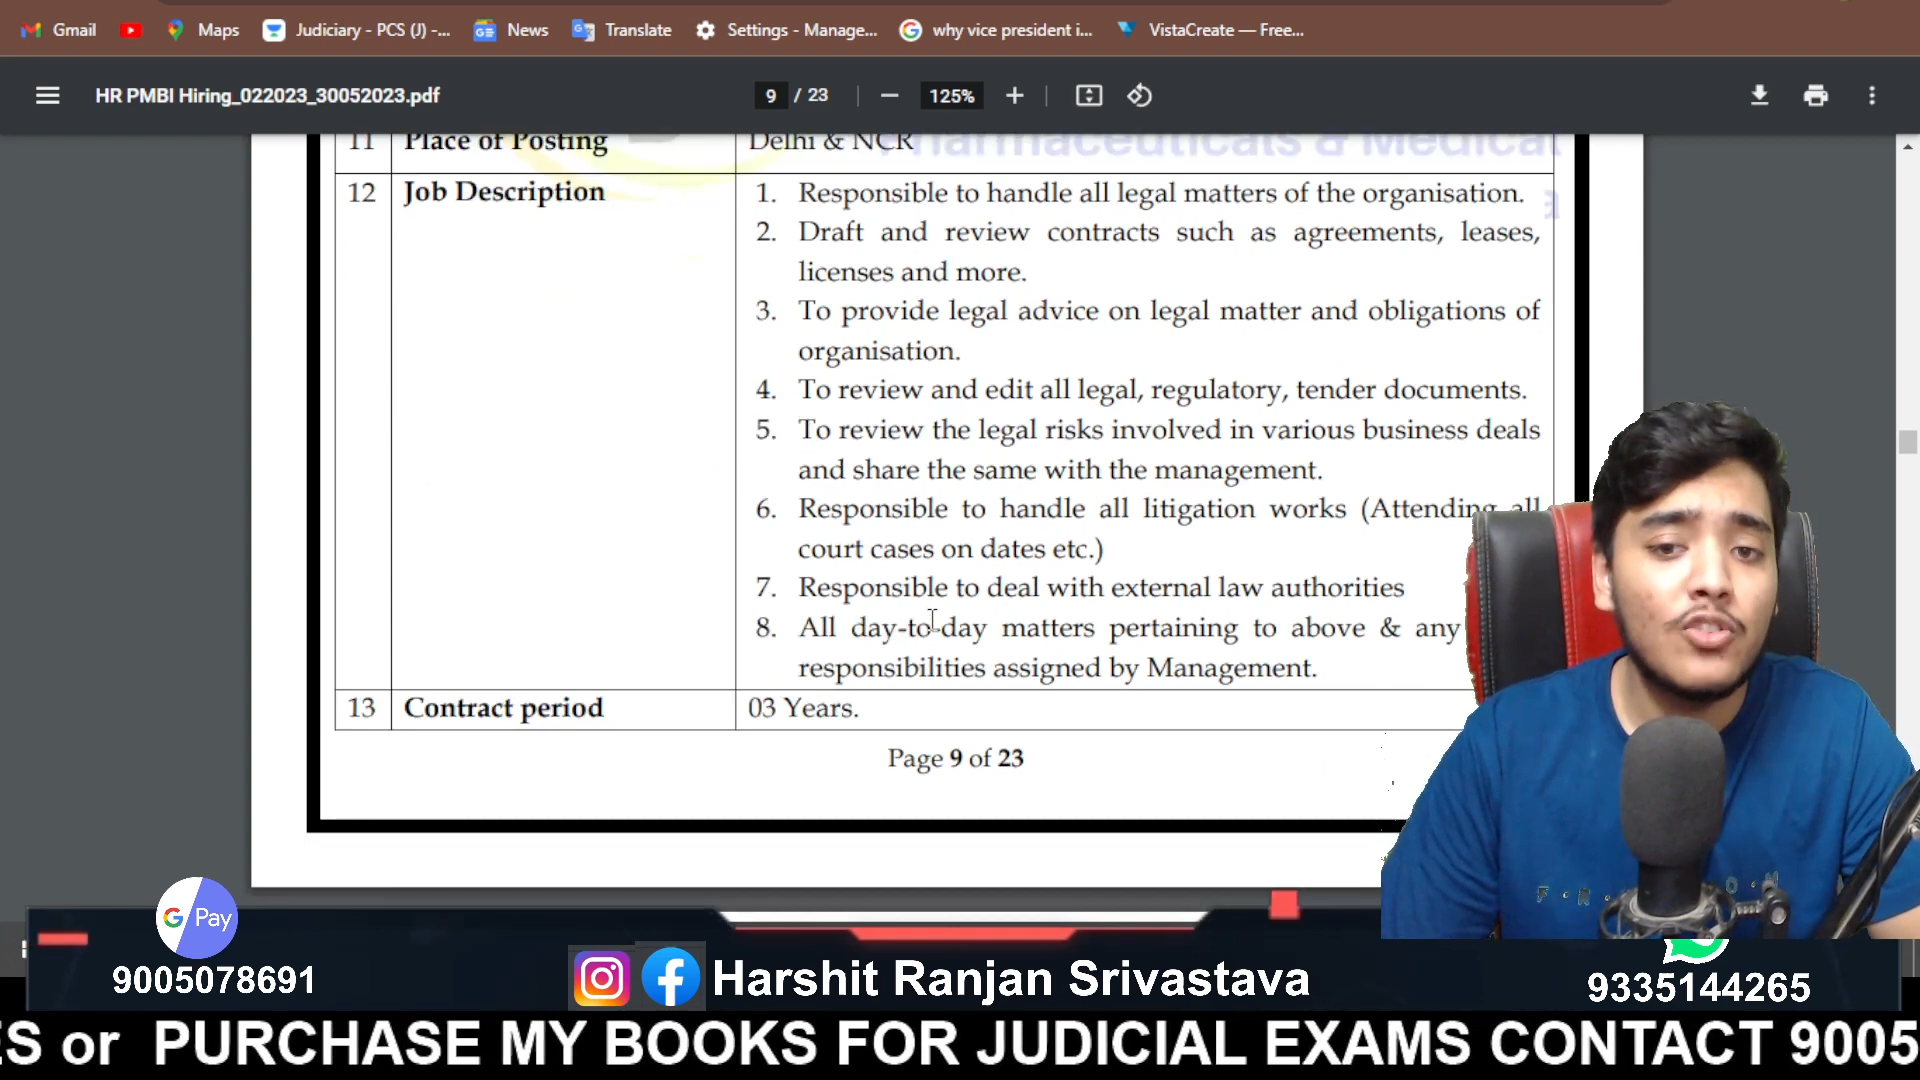 Gmail Maps Judiciary - PCS (J) -... News Translate Settings - Manage... why vice president i... VistaCreate — Free...
HR PMBI Hiring_022023_30052023.pdf 9 / 23 125%
11 Place of Posting Delhi & NCR
Pharmaceuticals & Medical
12 Job Description 1. Responsible to handle all legal matters of the organisation.
2. Draft and review contracts such as agreements, leases,
licenses and more.
3. To provide legal advice on legal matter and obligations of
organisation.
4. To review and edit all legal, regulatory, tender documents.
5. To review the legal risks involved in various business deals
and share the same with the management.
6. Responsible to handle all litigation works (Attending all
court cases on dates etc.)
7. Responsible to deal with external law authorities
8. All day-to-day matters pertaining to above & any
responsibilities assigned by Management.
13 Contract period 03 Years.
Page 9 of 23
G Pay
9005078691
Harshit Ranjan Srivastava
9335144265
ES or PURCHASE MY BOOKS FOR JUDICIAL EXAMS CONTACT 9005